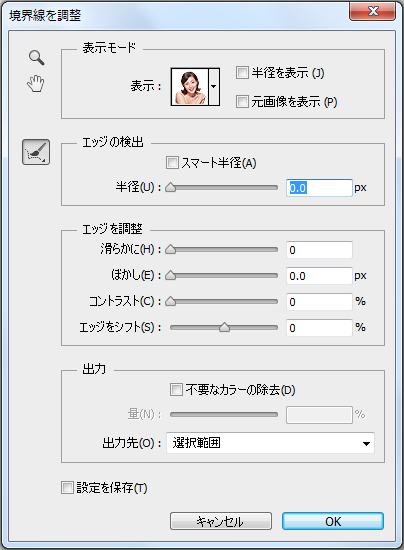 境界線を調整
表示モード
表示：
半径を表示 (J)
元画像を表示 (P)
エッジの検出
スマート半径(A)
半径(U)： 0.0 px
エッジを調整
滑らかに(H)： 0
ぼかし(E)： 0.0 px
コントラスト(C)： 0 %
エッジをシフト(S)： 0 %
出力
不要なカラーの除去(D)
量(N)： %
出力先(O)： 選択範囲
設定を保存(T)
キャンセル OK